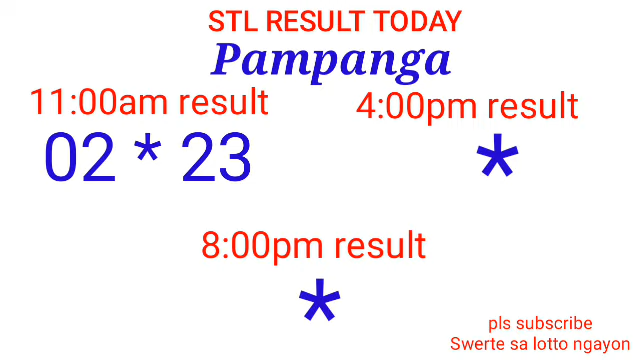 STL RESULT TODAY
Pampanga
11:00am result
02 * 23
4:00pm result
*
8:00pm result
*
pls subscribe
Swerte sa lotto ngayon